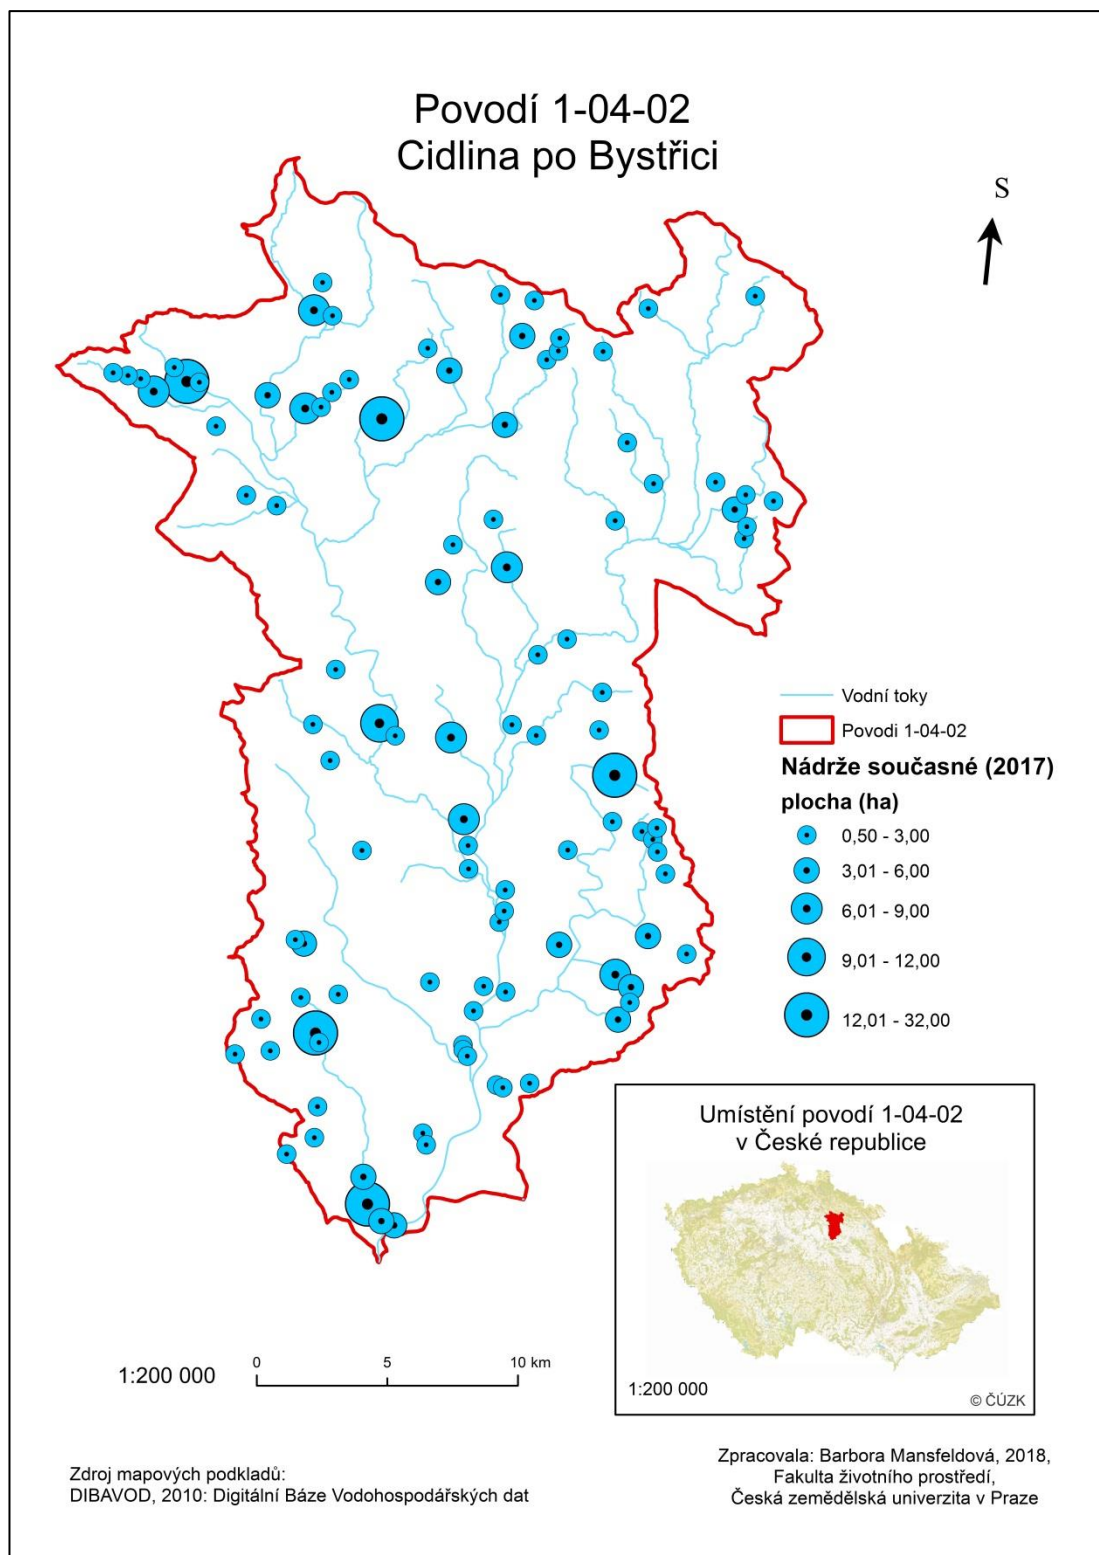 Povodí 1-04-02
Cidlina po Bystřici
S
Vodní toky
Povodi 1-04-02
Nádrže současné (2017)
plocha (ha)
0,50 - 3,00
3,01 - 6,00
6,01 - 9,00
9,01 - 12,00
12,01 - 32,00
Umístění povodí 1-04-02
v České republice
1:200 000
© ČÚZK
1:200 000
0 5 10 km
Zdroj mapových podkladů:
DIBAVOD, 2010: Digitální Báze Vodohospodářských dat
Zpracovala: Barbora Mansfeldová, 2018,
Fakulta životního prostředí,
Česká zemědělská univerzita v Praze